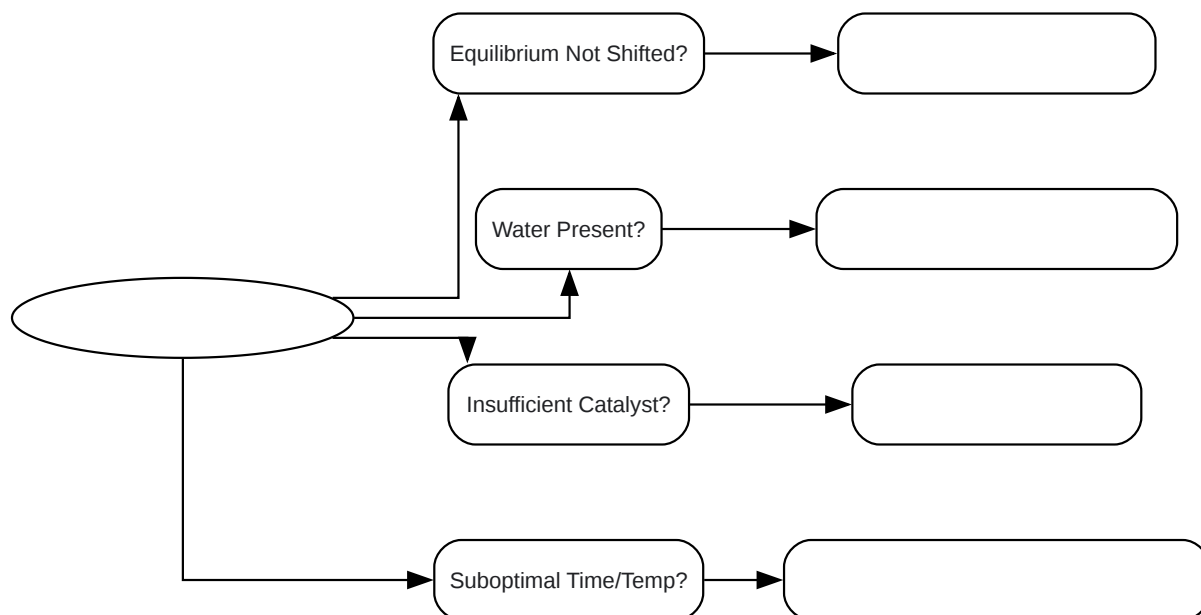 Equilibrium Not Shifted?
Water Present?
Insufficient Catalyst?
Suboptimal Time/Temp?